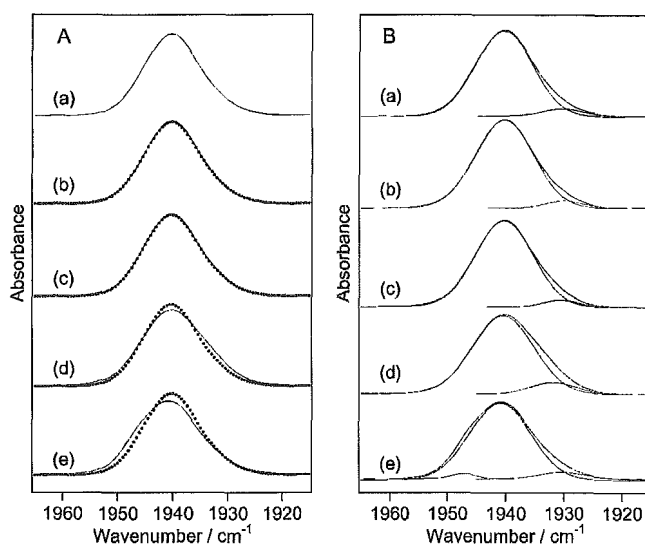 A
(a)
(b)
(c)
(d)
(e)
Absorbance
1960 1950 1940 1930 1920
Wavenumber / cm⁻¹
B
(a)
(b)
(c)
(d)
(e)
Absorbance
1960 1950 1940 1930 1920
Wavenumber / cm⁻¹